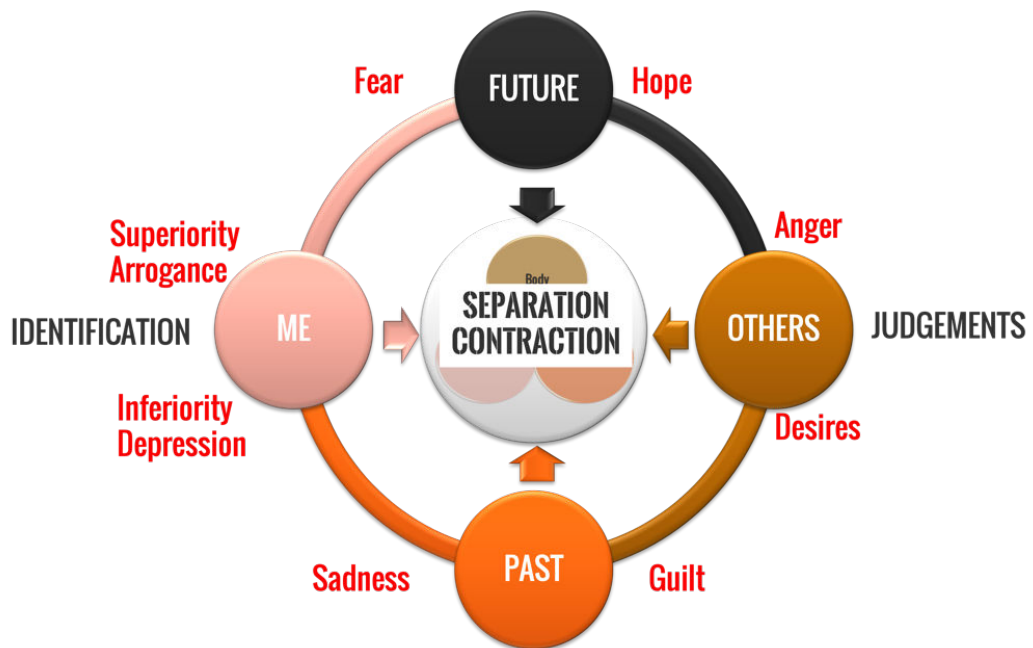 Fear
FUTURE
Hope
Superiority
Arrogance
Anger
Body
SEPARATION
CONTRACTION
IDENTIFICATION
ME
OTHERS
JUDGEMENTS
Inferiority
Depression
Desires
Sadness
PAST
Guilt